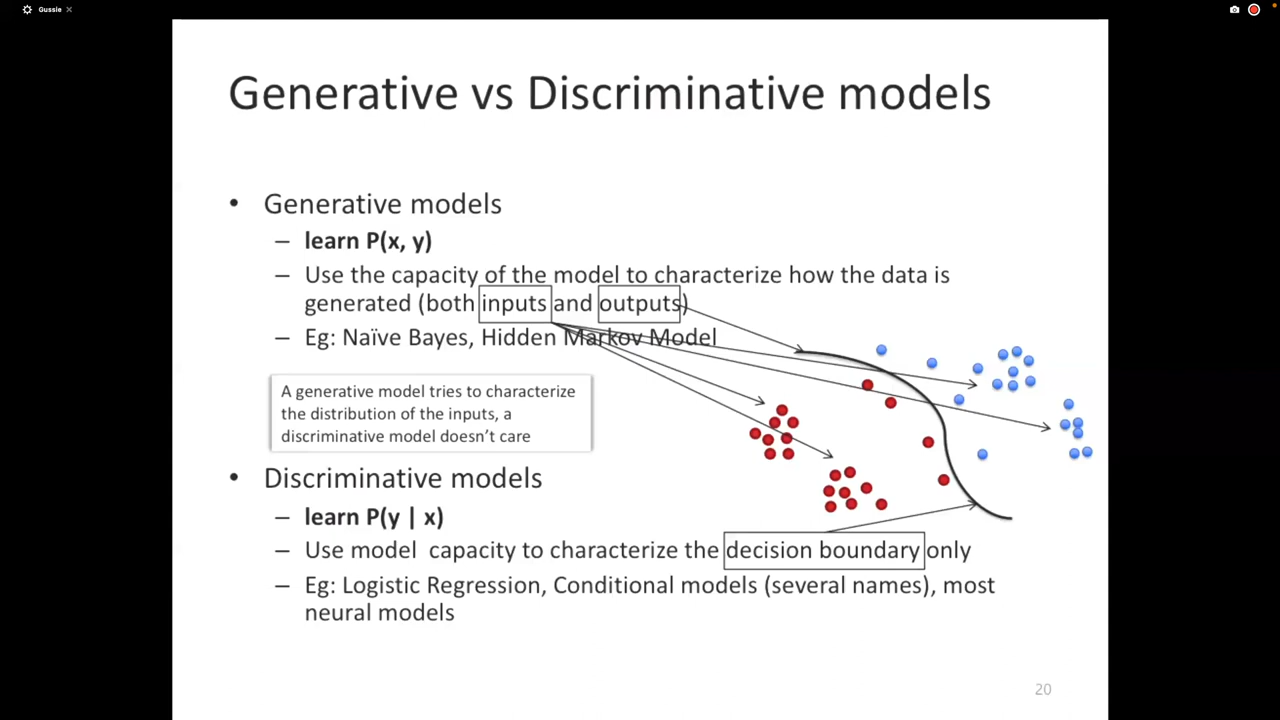 Gussie
Generative vs Discriminative models
• Generative models
– learn P(x, y)
– Use the capacity of the model to characterize how the data is
generated (both inputs and outputs)
– Eg: Naïve Bayes, Hidden Markov Model
A generative model tries to characterize
the distribution of the inputs, a
discriminative model doesn’t care
• Discriminative models
– learn P(y | x)
– Use model capacity to characterize the decision boundary only
– Eg: Logistic Regression, Conditional models (several names), most
neural models
20